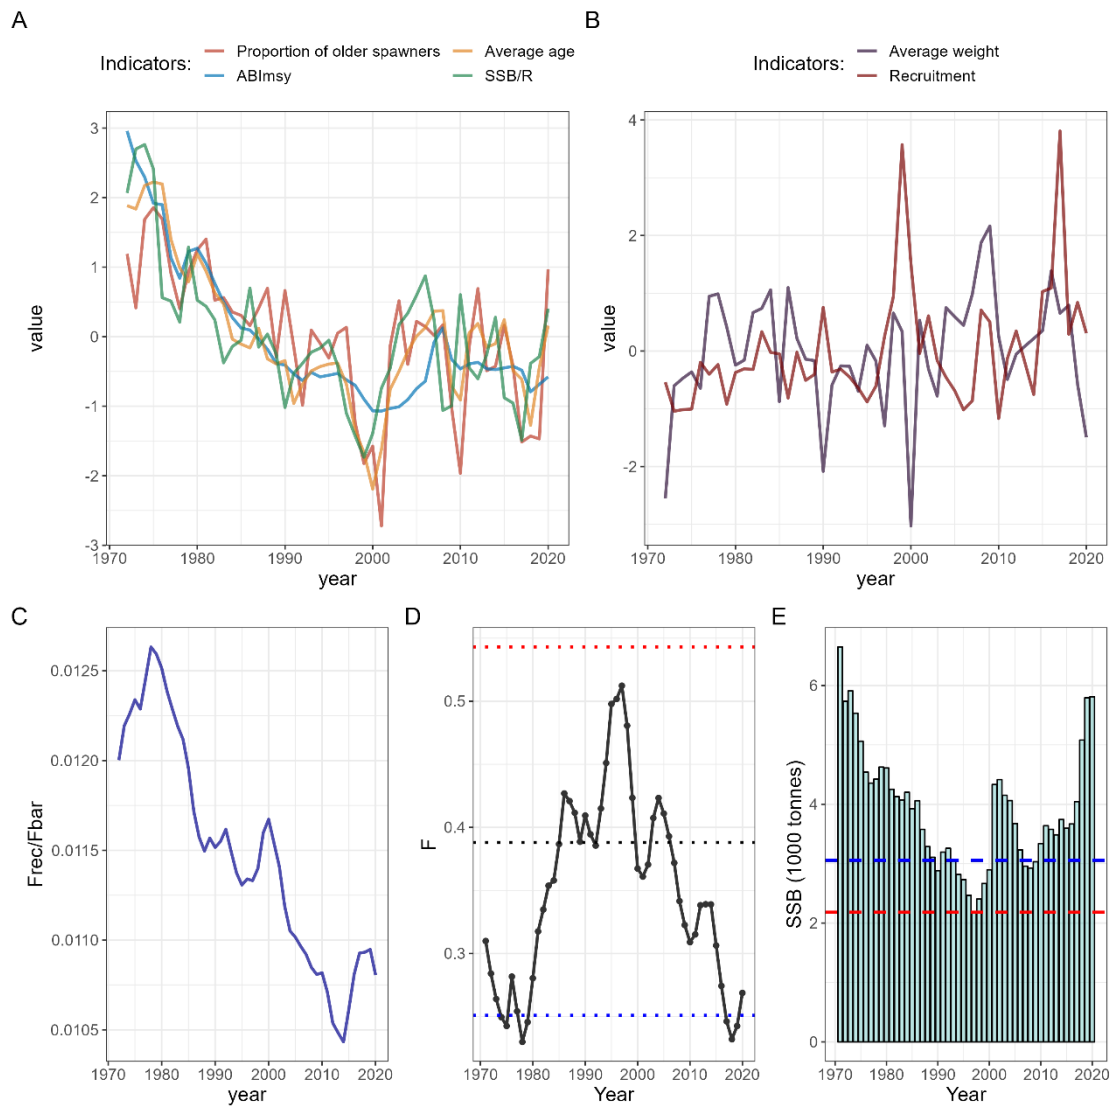 A
B
Indicators:
Proportion of older spawners
Average age
ABImsy
SSB/R
Indicators:
Average weight
Recruitment
3
2
1
0
-1
-2
-3
value
1970
1980
1990
2000
2010
2020
year
4
2
0
-2
value
1970
1980
1990
2000
2010
2020
year
C
D
E
0.0125
0.0120
0.0115
0.0110
0.0105
Frec/Fbar
1970
1980
1990
2000
2010
2020
year
0.5
0.4
0.3
F
1970
1980
1990
2000
2010
2020
Year
6
4
2
0
SSB (1000 tonnes)
1970
1980
1990
2000
2010
2020
Year